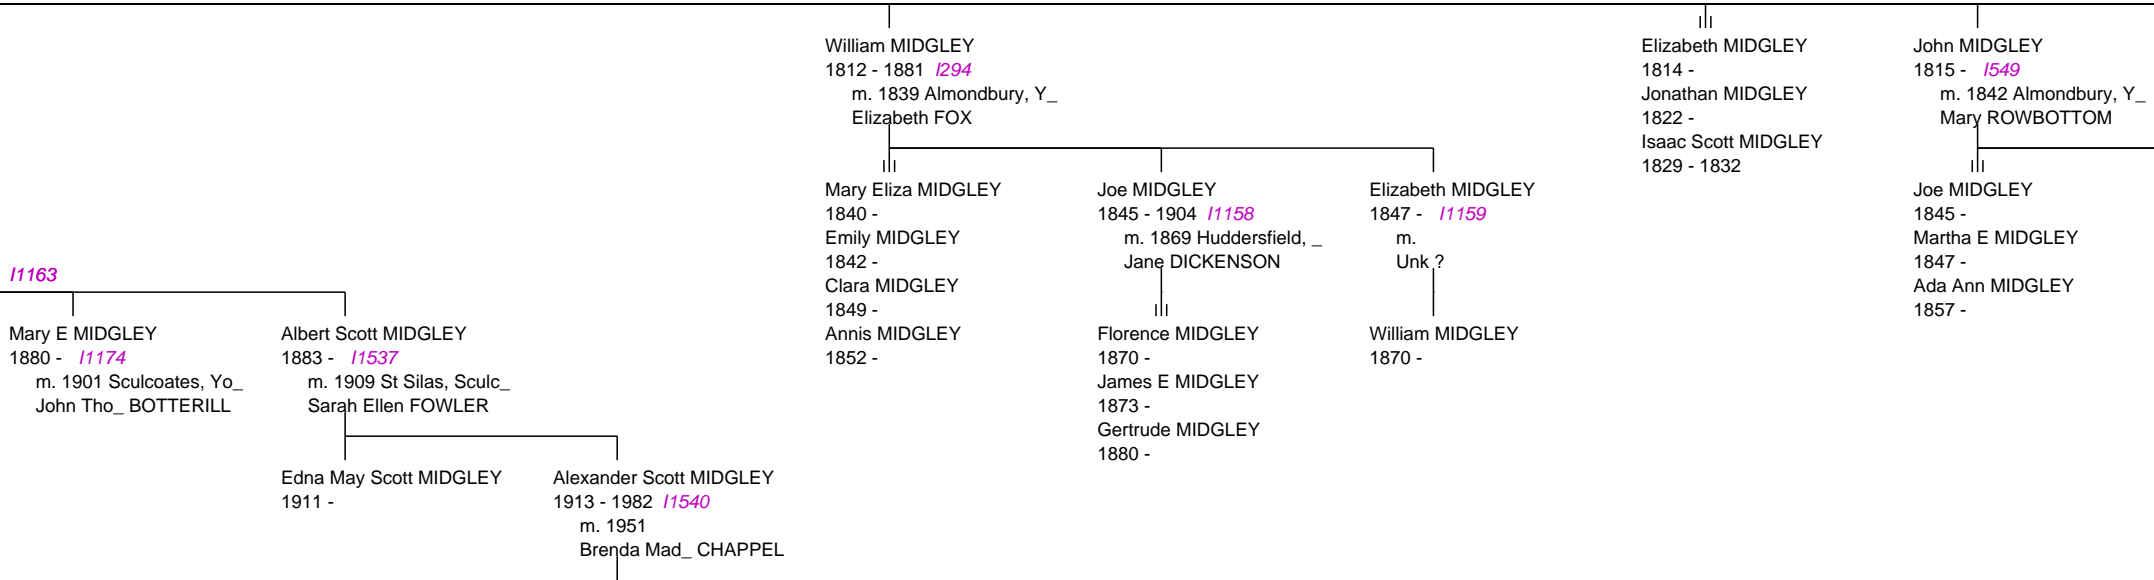 William MIDGLEY
1812 - 1881 I294
m. 1839 Almondbury, Y_
Elizabeth FOX
Elizabeth MIDGLEY
1814 -
Jonathan MIDGLEY
1822 -
Isaac Scott MIDGLEY
1829 - 1832
John MIDGLEY
1815 - I549
m. 1842 Almondbury, Y_
Mary ROWBOTTOM
Mary Eliza MIDGLEY
1840 -
Emily MIDGLEY
1842 -
Clara MIDGLEY
1849 -
Annis MIDGLEY
1852 -
Joe MIDGLEY
1845 - 1904 I1158
m. 1869 Huddersfield, _
Jane DICKENSON
Elizabeth MIDGLEY
1847 - I1159
m.
Unk ?
Joe MIDGLEY
1845 -
Martha E MIDGLEY
1847 -
Ada Ann MIDGLEY
1857 -
I1163
Mary E MIDGLEY
1880 - I1174
m. 1901 Sculcoates, Yo_
John Tho_ BOTTERILL
Albert Scott MIDGLEY
1883 - I1537
m. 1909 St Silas, Sculc_
Sarah Ellen FOWLER
Florence MIDGLEY
1870 -
James E MIDGLEY
1873 -
Gertrude MIDGLEY
1880 -
William MIDGLEY
1870 -
Edna May Scott MIDGLEY
1911 -
Alexander Scott MIDGLEY
1913 - 1982 I1540
m. 1951
Brenda Mad_ CHAPPEL